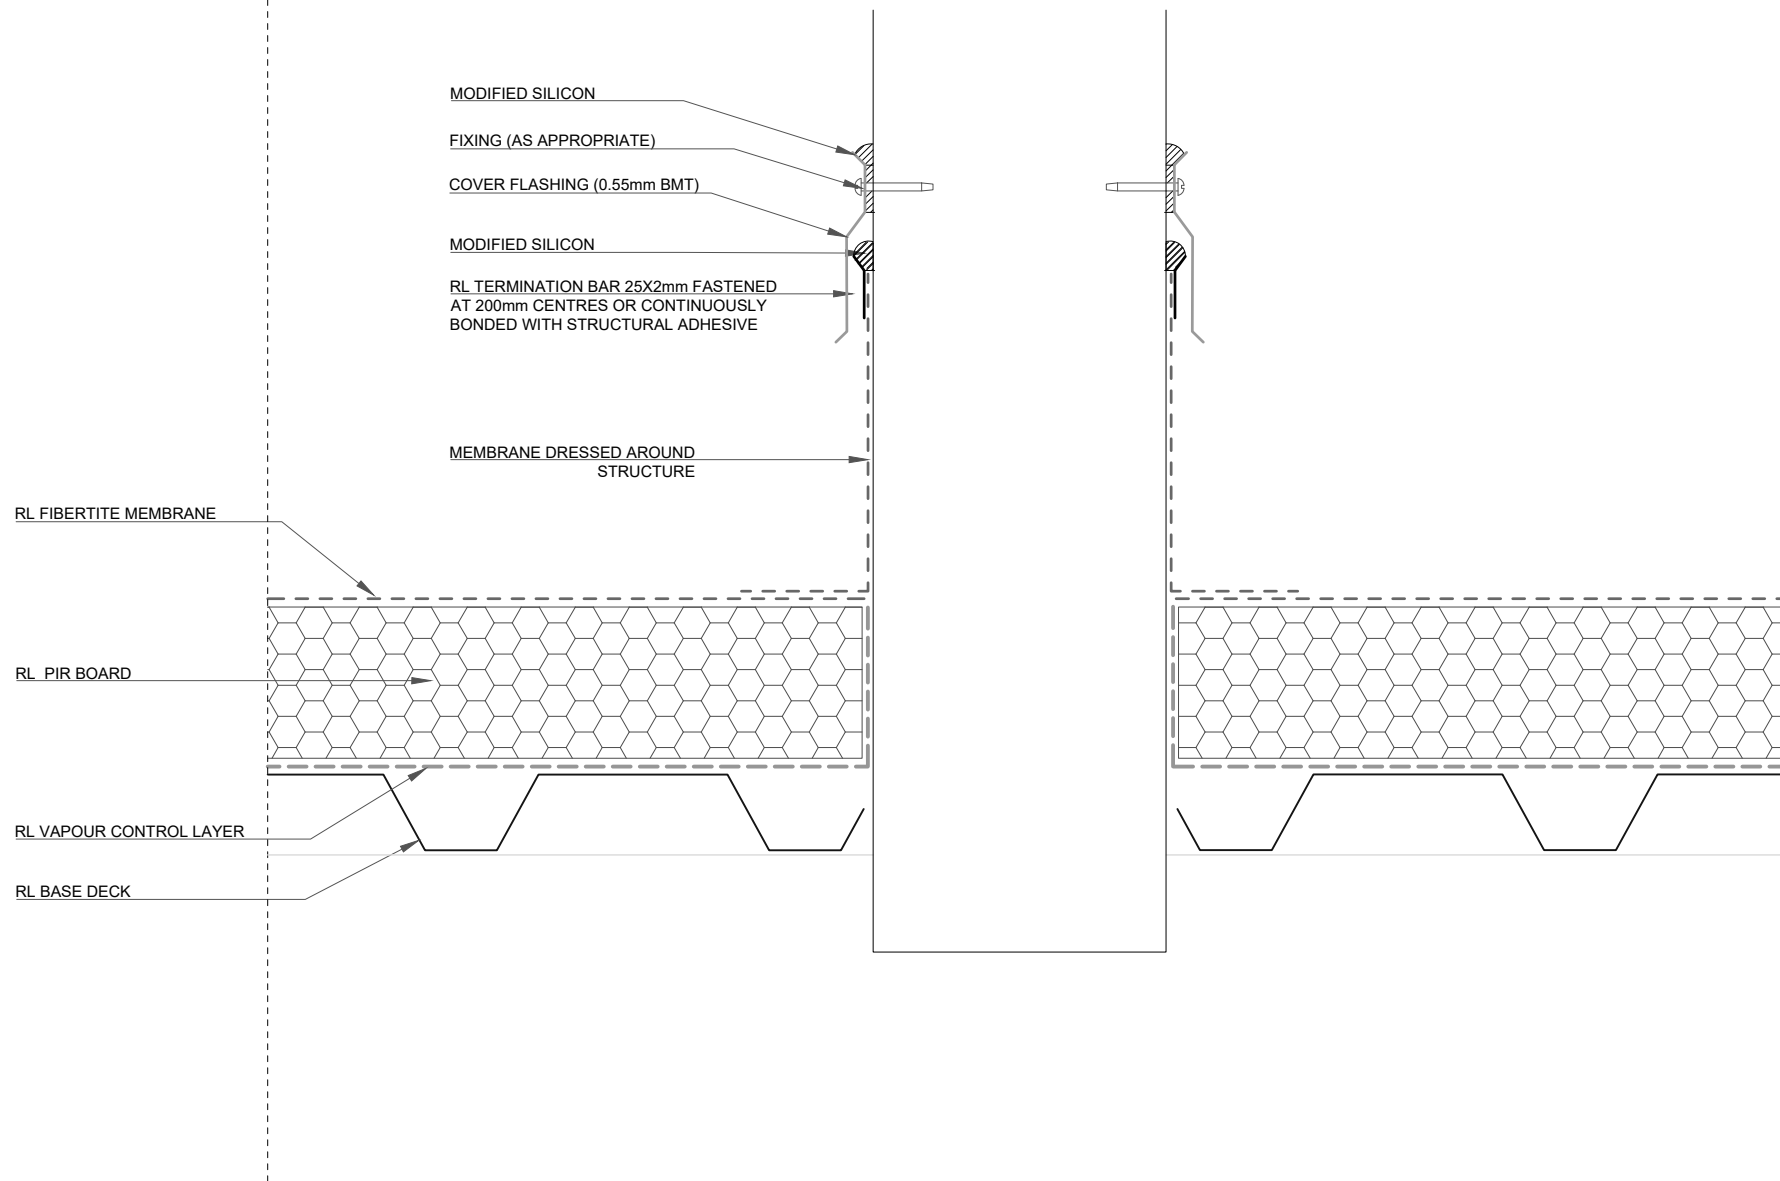 MODIFIED SILICON
FIXING (AS APPROPRIATE)
COVER FLASHING (0.55mm BMT)
MODIFIED SILICON
RL TERMINATION BAR 25X2mm FASTENED
AT 200mm CENTRES OR CONTINUOUSLY
BONDED WITH STRUCTURAL ADHESIVE
MEMBRANE DRESSED AROUND
STRUCTURE
RL FIBERTITE MEMBRANE
RL PIR BOARD
RL VAPOUR CONTROL LAYER
RL BASE DECK